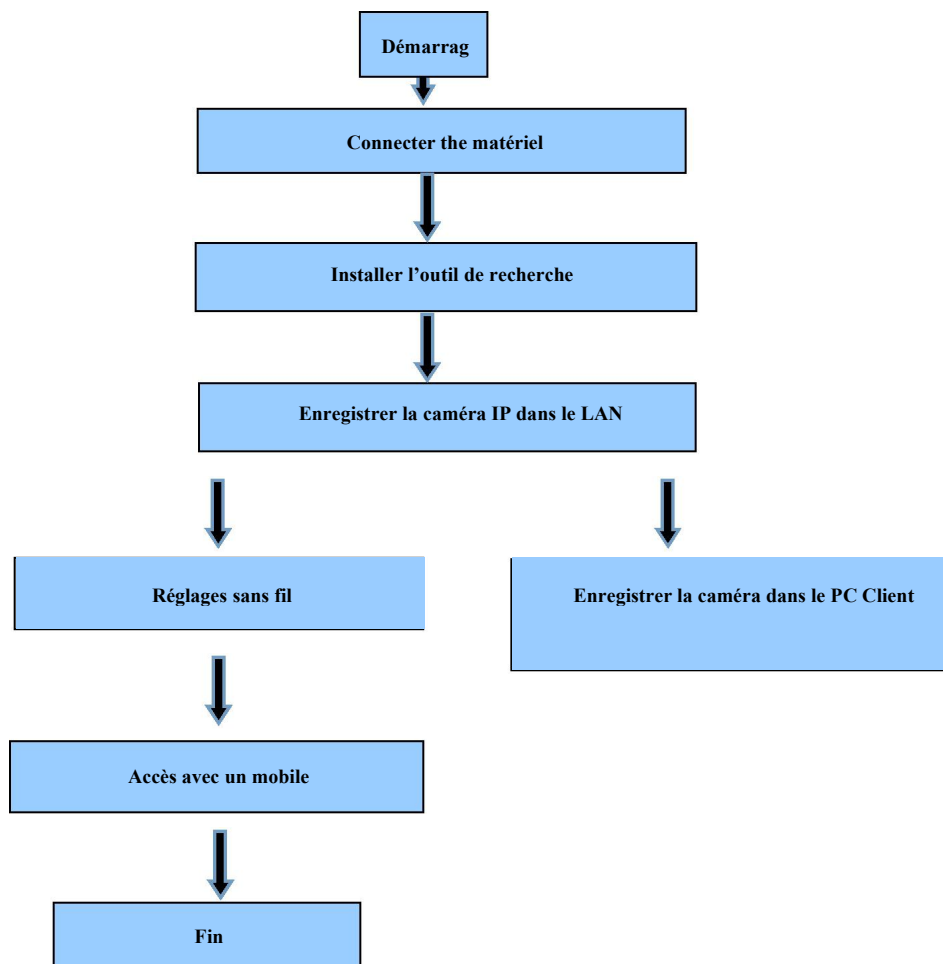 Démarrag
Connecter the matériel
Installer l’outil de recherche
Enregistrer la caméra IP dans le LAN
Réglages sans fil
Enregistrer la caméra dans le PC Client
Accès avec un mobile
Fin